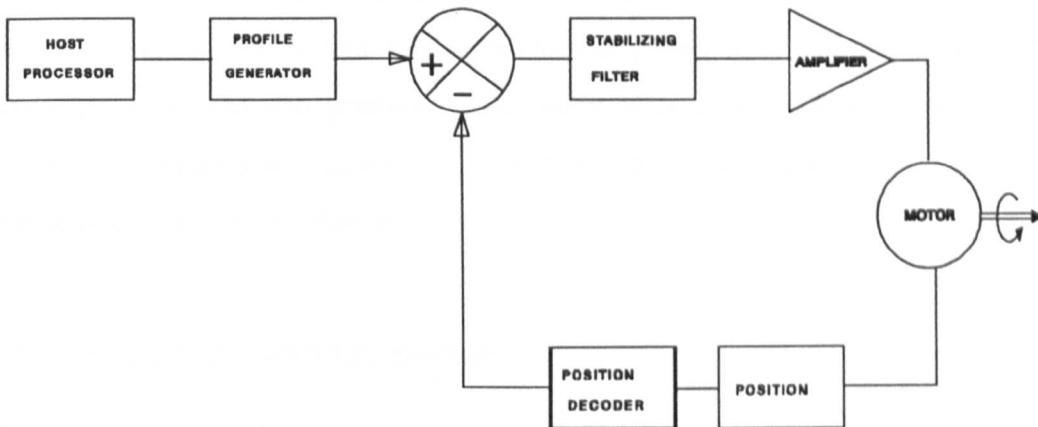 HOST
PROCESSOR
PROFILE
GENERATOR
+
−
STABILIZING
FILTER
AMPLIFIER
MOTOR
POSITION
DECODER
POSITION